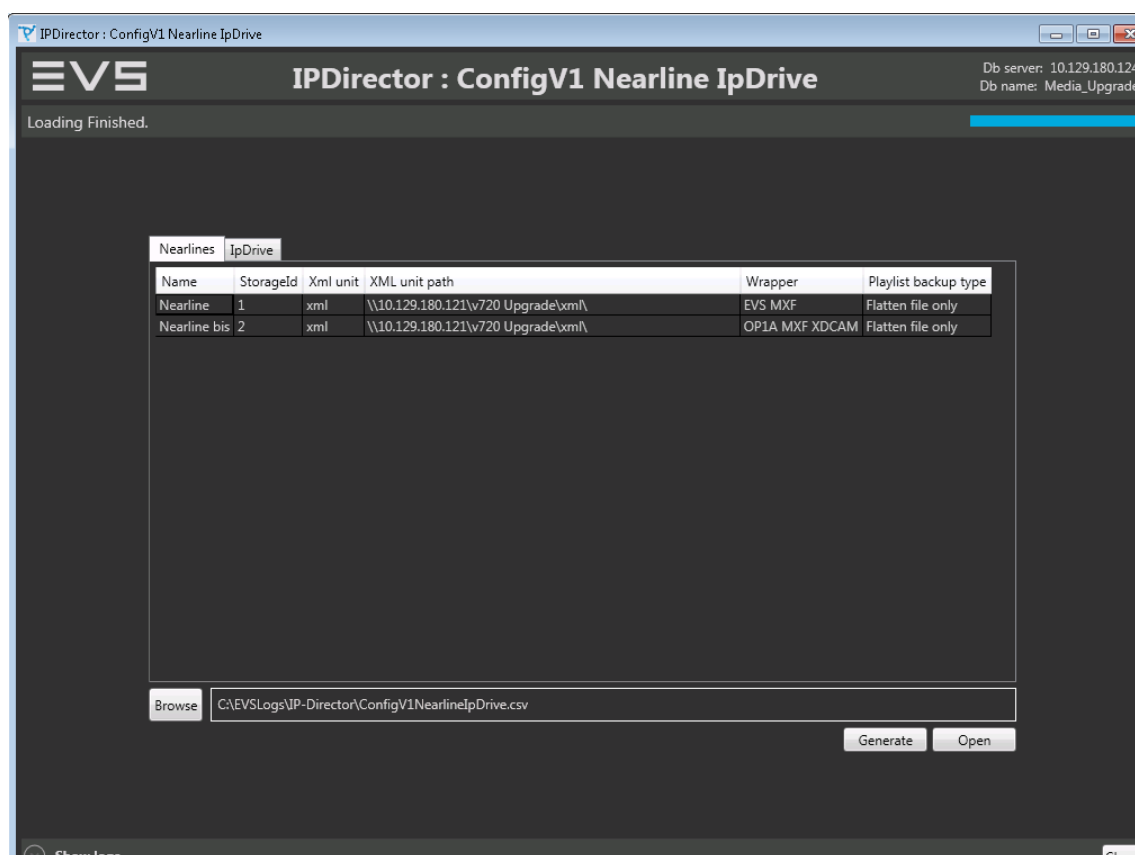 IPDirector : ConfigV1 Nearline IpDrive
EVS
IPDirector : ConfigV1 Nearline IpDrive
Db server: 10.129.180.124
Db name: Media_Upgrade
Loading Finished.
Nearlines IpDrive
Name StorageId Xml unit XML unit path Wrapper Playlist backup type
Nearline 1 xml \\10.129.180.121\v720 Upgrade\xml\ EVS MXF Flatten file only
Nearline bis 2 xml \\10.129.180.121\v720 Upgrade\xml\ OP1A MXF XDCAM Flatten file only
Browse C:\EVSLogs\IP-Director\ConfigV1NearlineIpDrive.csv
Generate Open